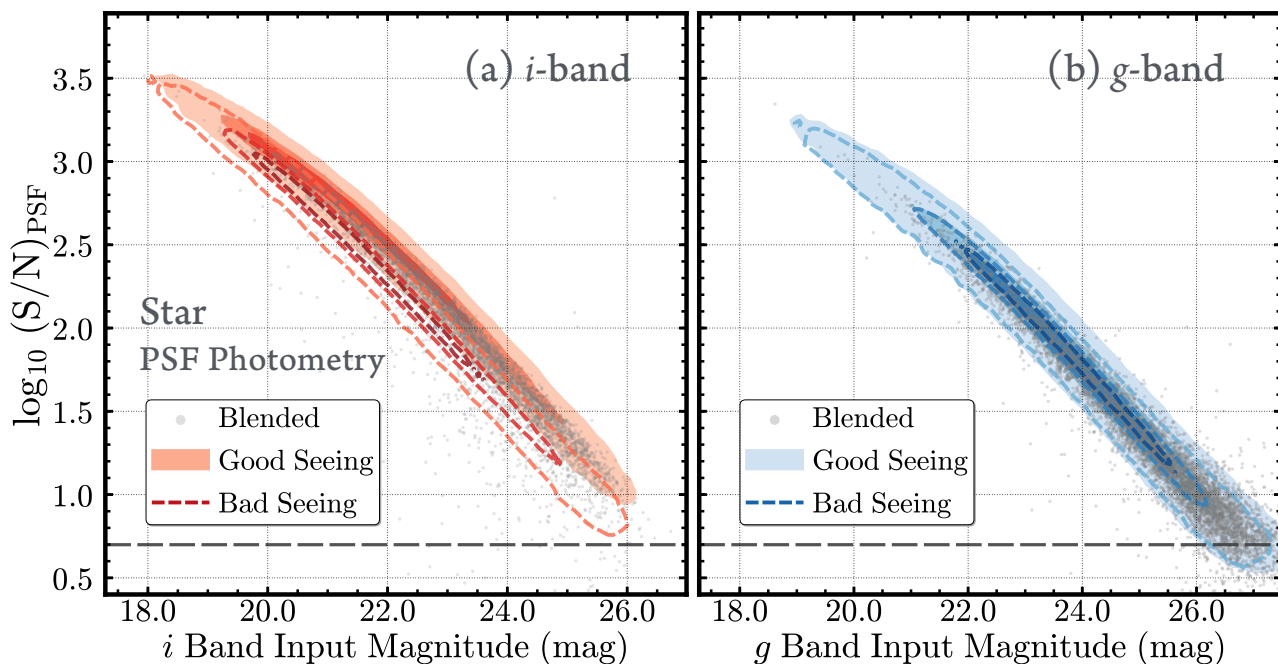 (a) i-band
(b) g-band
log₁₀ (S/N)PSF
3.5
3.0
2.5
2.0
1.5
1.0
0.5
Star
PSF Photometry
Blended
Good Seeing
Bad Seeing
Blended
Good Seeing
Bad Seeing
18.0 20.0 22.0 24.0 26.0
18.0 20.0 22.0 24.0 26.0
i Band Input Magnitude (mag)
g Band Input Magnitude (mag)